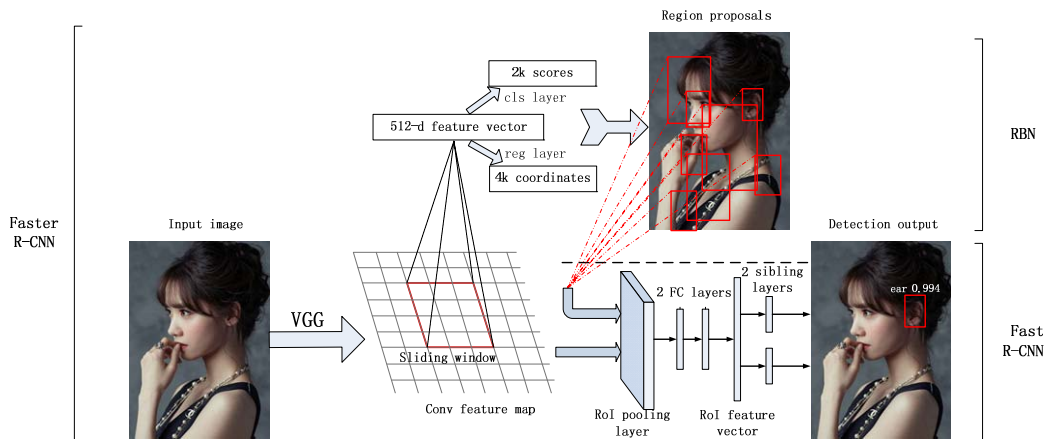 Region proposals
2k scores
cls layer
512-d feature vector
reg layer
4k coordinates
RBN
Faster
R-CNN
Input image
VGG
Sliding window
Conv feature map
Detection output
2 sibling
layers
2 FC layers
ear 0.994
Fast
R-CNN
RoI pooling
layer
RoI feature
vector